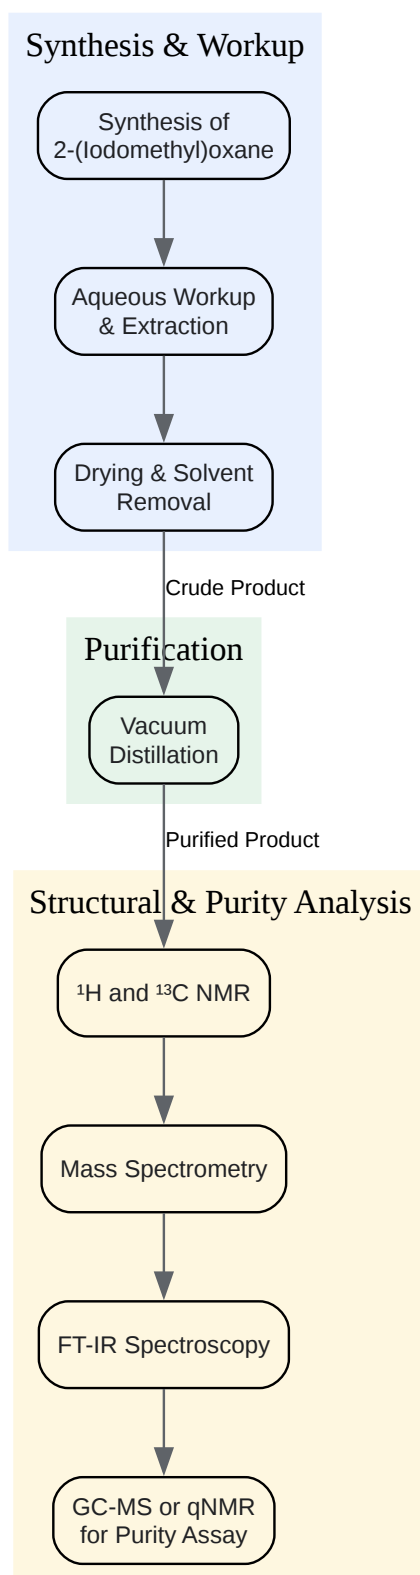 Synthesis & Workup
Synthesis of
2-(Iodomethyl)oxane
Aqueous Workup
& Extraction
Drying & Solvent
Removal
Crude Product
Purification
Vacuum
Distillation
Purified Product
Structural & Purity Analysis
¹H and ¹³C NMR
Mass Spectrometry
FT-IR Spectroscopy
GC-MS or qNMR
for Purity Assay